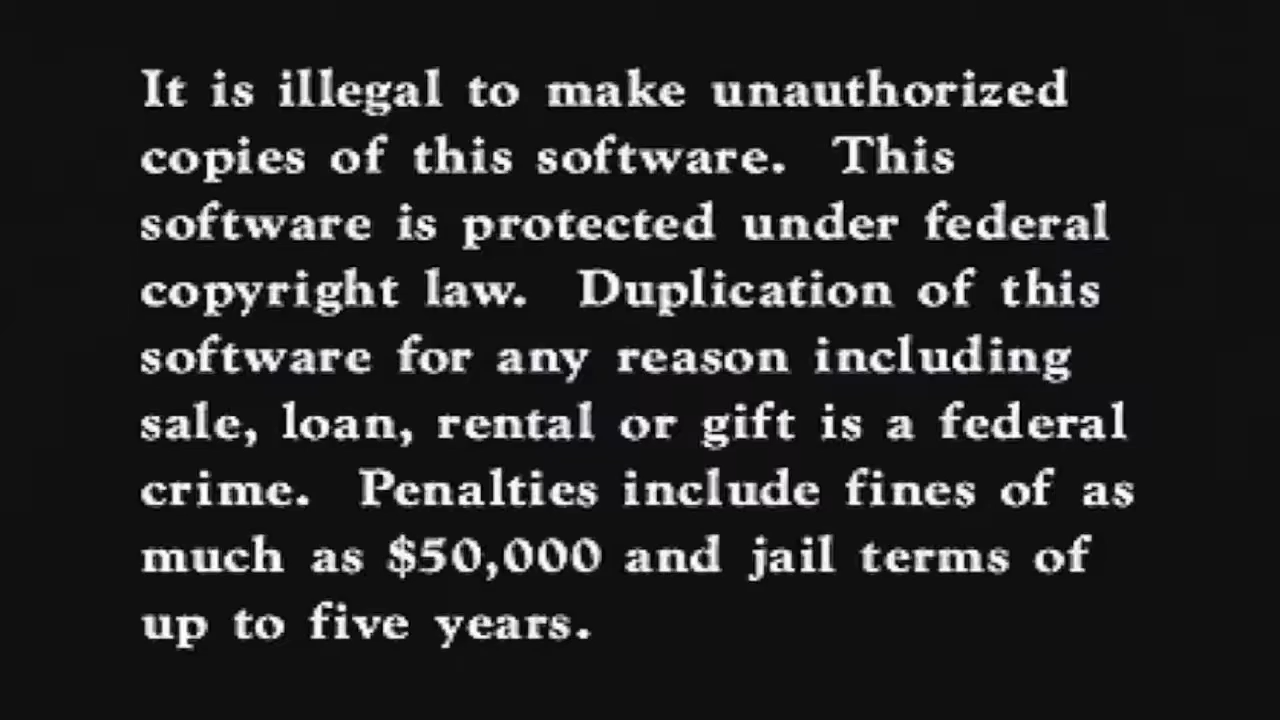 It is illegal to make unauthorized
copies of this software.  This
software is protected under federal
copyright law.  Duplication of this
software for any reason including
sale, loan, rental or gift is a federal
crime.  Penalties include fines of as
much as $50,000 and jail terms of
up to five years.